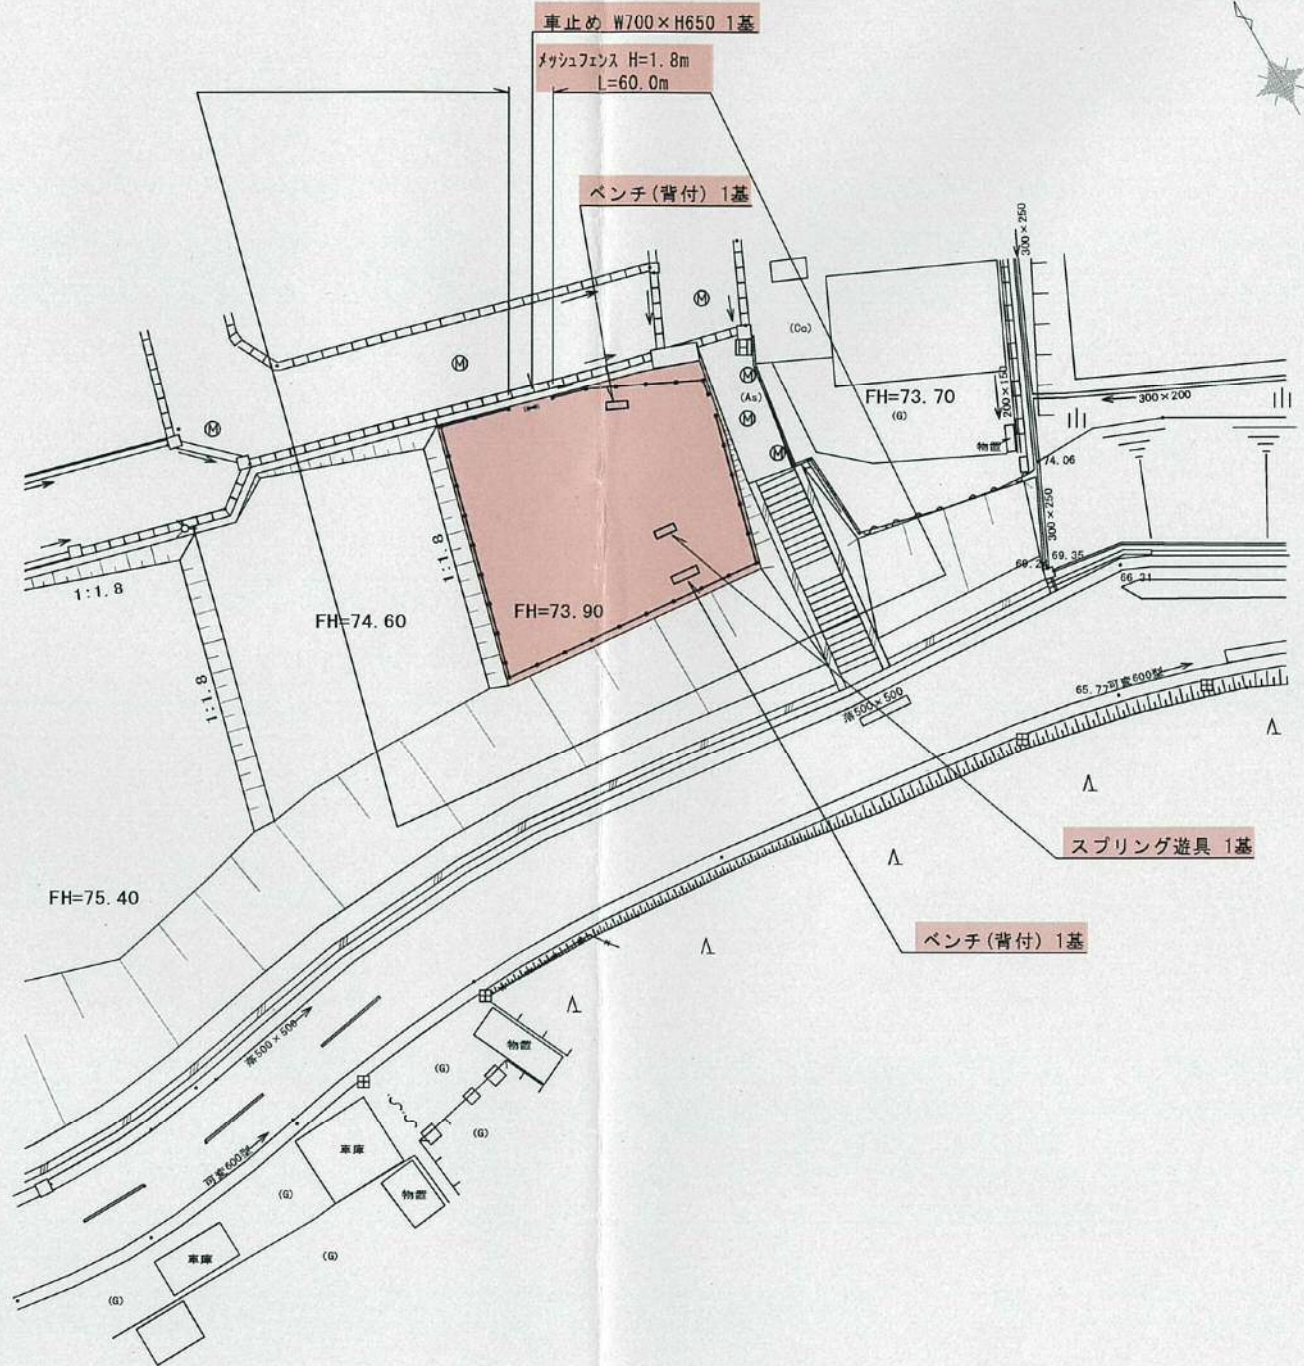 車止め W700×H650 1基
メッシュフェンス H=1.8m
L=60.0m
ベンチ(背付) 1基
300×250
M
(Co)
M
M
(As)
FH=73.70
(G)
200×150
300×200
M
M
物置
M
74.06
300×250
1:1.8
69.35
66.31
1:1.8
FH=74.60
FH=73.90
1:1.8
65.77
可変600型
落500×500
スプリング遊具 1基
FH=75.40
ベンチ(背付) 1基
落500×500
物置
(G)
(G)
可変600型
車庫
(G)
物置
(G)
車庫
(G)